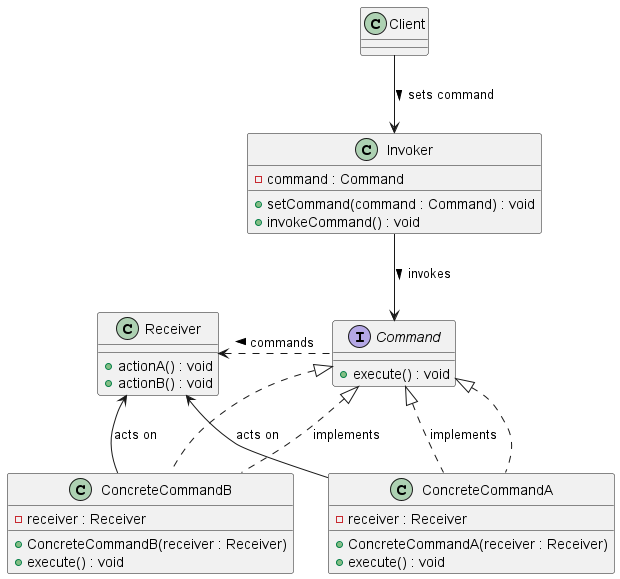 C Client
sets command
C Invoker
command : Command
setCommand(command : Command) : void
invokeCommand() : void
invokes
C Receiver
actionA() : void
actionB() : void
commands
I Command
execute() : void
acts on
acts on
implements
implements
C ConcreteCommandB
receiver : Receiver
ConcreteCommandB(receiver : Receiver)
execute() : void
C ConcreteCommandA
receiver : Receiver
ConcreteCommandA(receiver : Receiver)
execute() : void